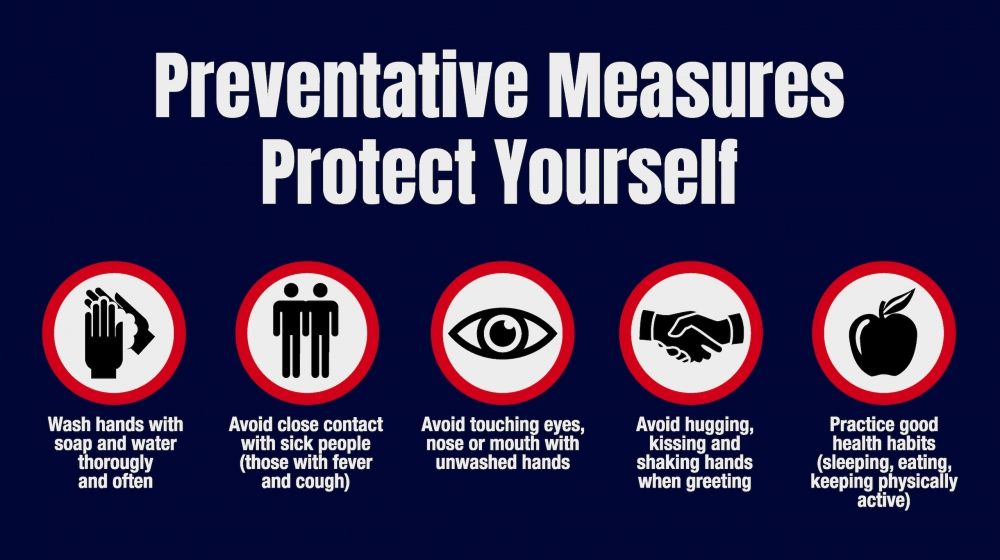 Preventative Measures
Protect Yourself
Wash hands with
soap and water
thorougly
and often
Avoid close contact
with sick people
(those with fever
and cough)
Avoid touching eyes,
nose or mouth with
unwashed hands
Avoid hugging,
kissing and
shaking hands
when greeting
Practice good
health habits
(sleeping, eating,
keeping physically
active)